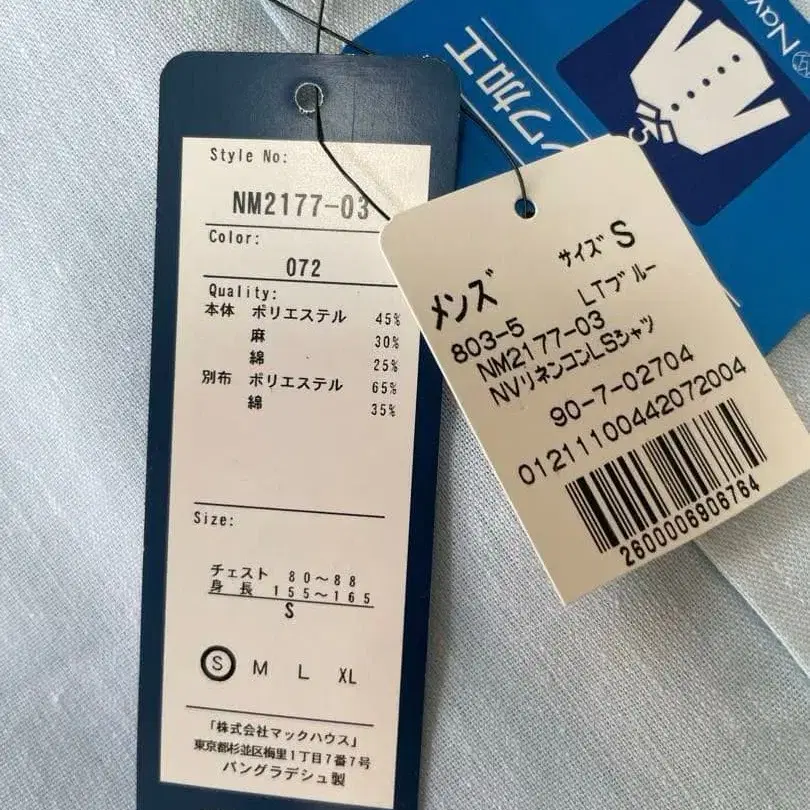 Style No:
NM2177-03
Color:
072
Quality:
本体 ポリエステル 45%
麻 30%
綿 25%
別布 ポリエステル 65%
綿 35%
Size:
チェスト 80～88
身長 155～165
S
S M L XL
「株式会社マックハウス」
東京都杉並区梅里1丁目7番7号
バングラデシュ製
メンズ サイズ S
803-5 LTブルー
NM2177-03
NVリネンコンLSシャツ
90-7-02704
01211100442072004
2600006906764
加工
Nav